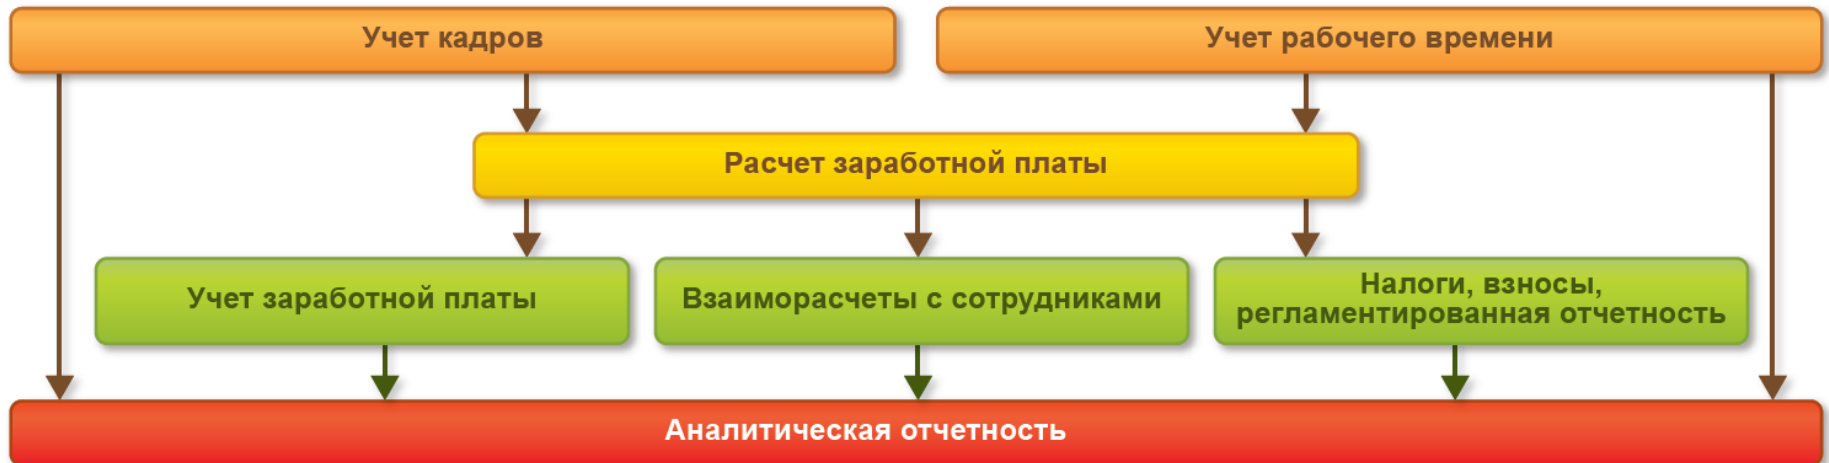 Учет кадров
Учет рабочего времени
Расчет заработной платы
Учет заработной платы
Взаиморасчеты с сотрудниками
Налоги, взносы,
регламентированная отчетность
Аналитическая отчетность